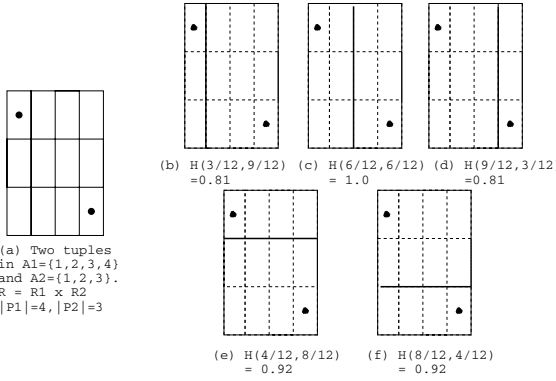 (b) H(3/12,9/12)
=0.81
(c) H(6/12,6/12)
= 1.0
(d) H(9/12,3/12
=0.81
(a) Two tuples
in A1={1,2,3,4}
and A2={1,2,3}.
R = R1 x R2
|P1|=4,|P2|=3
(e) H(4/12,8/12)
= 0.92
(f) H(8/12,4/12)
= 0.92